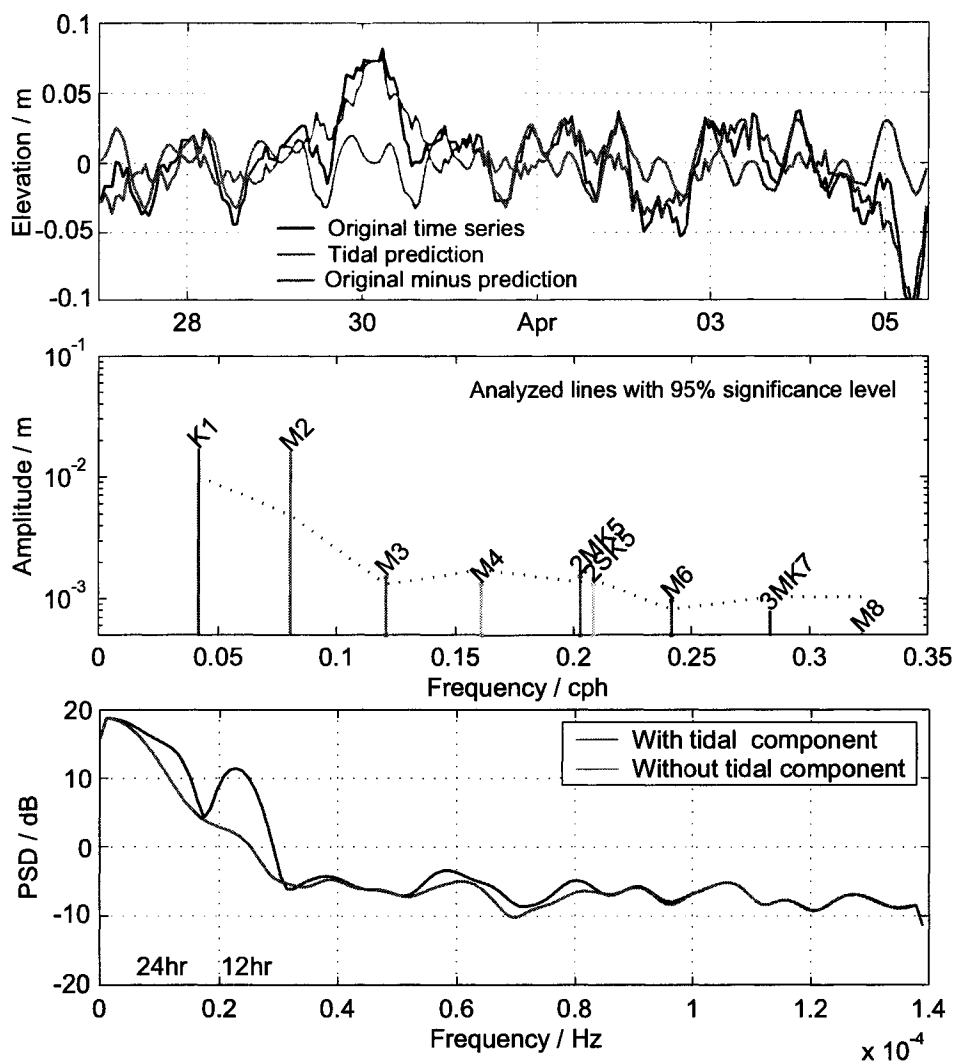 0.1
0.05
0
-0.05
-0.1
Elevation / m
Original time series
Tidal prediction
Original minus prediction
28
30
Apr
03
05
10-1
10-2
10-3
Amplitude / m
Analyzed lines with 95% significance level
K1
M2
M3
M4
2MK5
2SK5
M6
3MK7
M8
0
0.05
0.1
0.15
0.2
0.25
0.3
0.35
Frequency / cph
20
10
0
-10
-20
PSD / dB
With tidal component
Without tidal component
24hr
12hr
0
0.2
0.4
0.6
0.8
1
1.2
1.4
Frequency / Hz
x 10-4